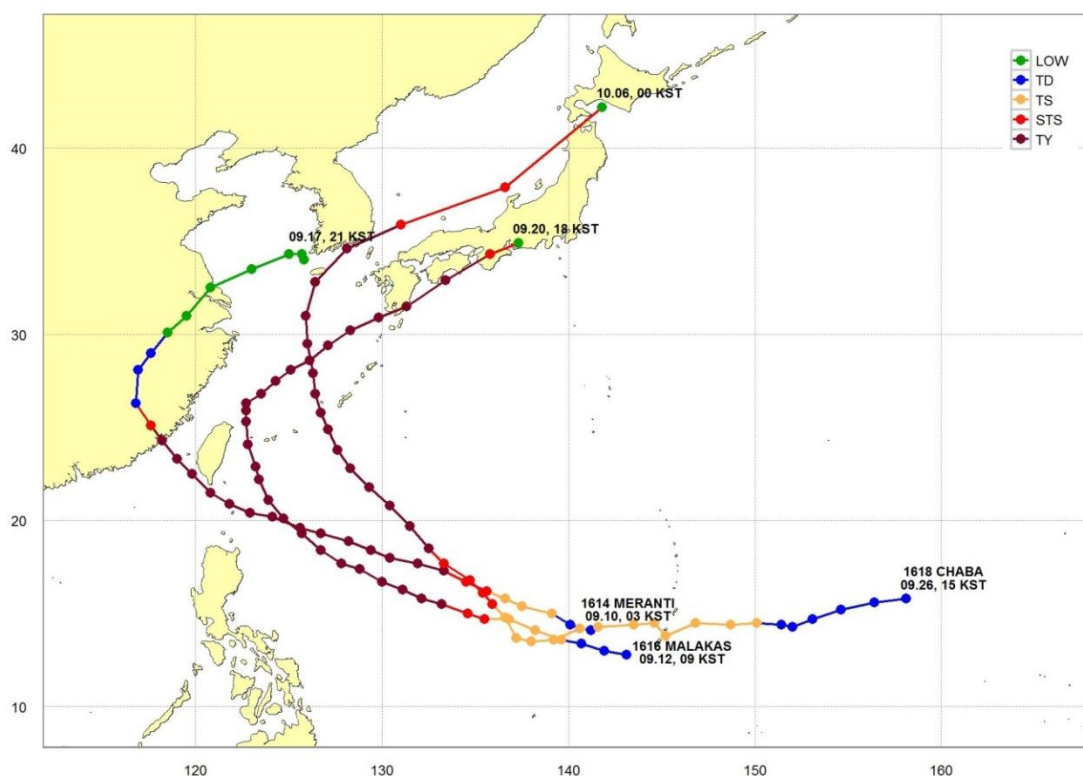 LOW
TD
TS
STS
TY
10.06, 00 KST
40
09.20, 18 KST
09.17, 21 KST
30
20
1618 CHABA
09.26, 15 KST
1614 MERANTI
09.10, 03 KST
1616 MALAKAS
09.12, 09 KST
10
120
130
140
150
160